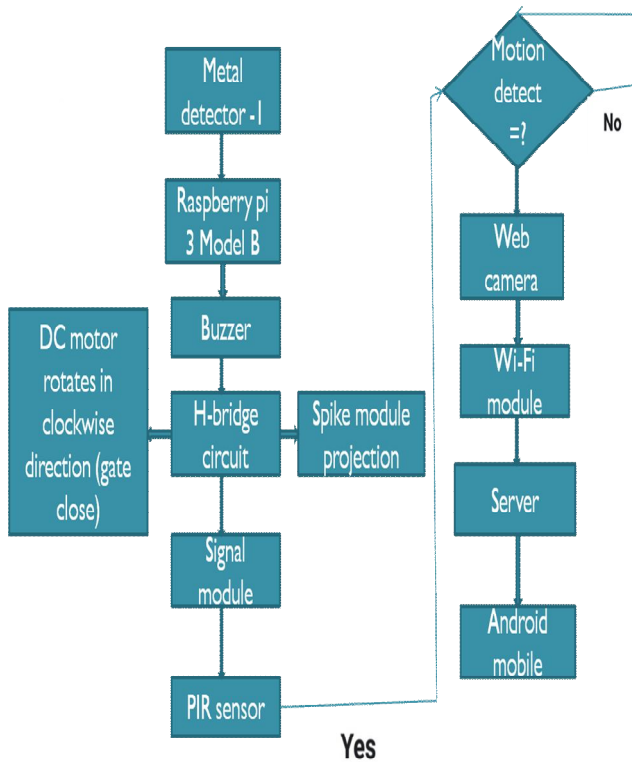 Metal
detector -1
Raspberry pi
3 Model B
Buzzer
DC motor
rotates in
clockwise
direction (gate
close)
H-bridge
circuit
Spike module
projection
Signal
module
PIR sensor
Yes
Motion
detect
=?
No
Web
camera
Wi-Fi
module
Server
Android
mobile